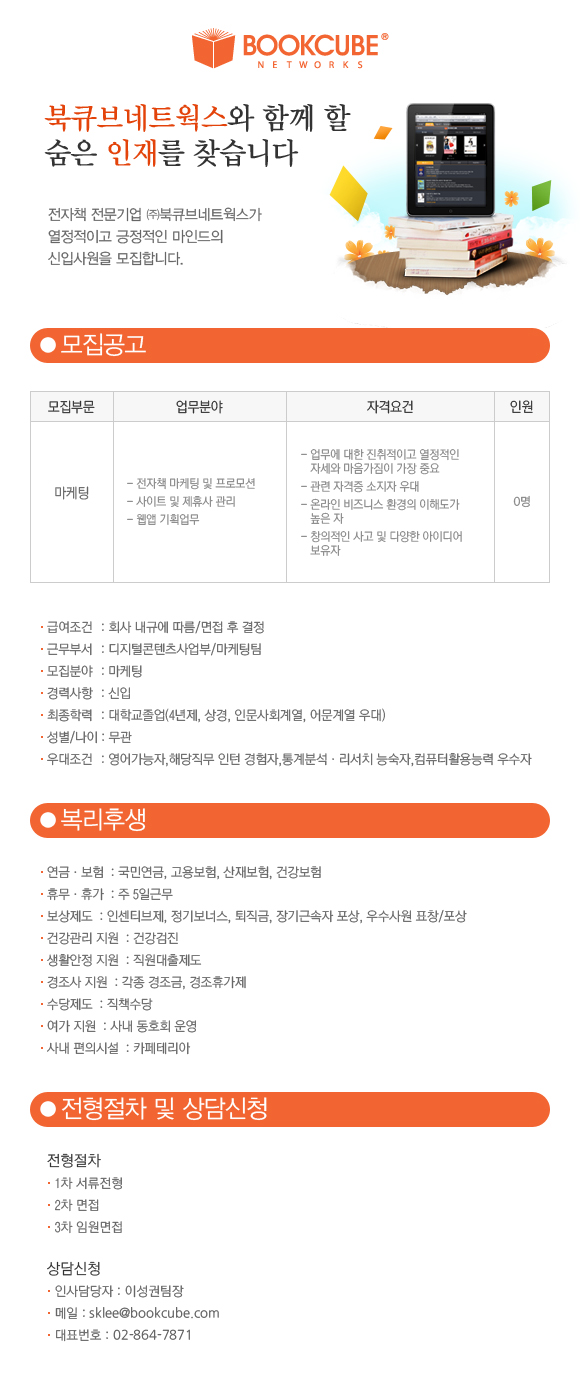 BOOKCUBE®
NETWORKS
북큐브네트웍스와 함께 할
숨은 인재를 찾습니다
전자책 전문기업 ㈜북큐브네트웍스가
열정적이고 긍정적인 마인드의
신입사원을 모집합니다.
모집공고
모집부문 업무분야 자격요건 인원
마케팅
- 전자책 마케팅 및 프로모션
- 사이트 및 제휴사 관리
- 웹앱 기획업무
- 업무에 대한 진취적이고 열정적인
자세와 마음가짐이 가장 중요
- 관련 자격증 소지자 우대
- 온라인 비즈니스 환경의 이해도가
높은 자
- 창의적인 사고 및 다양한 아이디어
보유자
0명
· 급여조건 : 회사 내규에 따름/면접 후 결정
· 근무부서 : 디지털콘텐츠사업부/마케팅팀
· 모집분야 : 마케팅
· 경력사항 : 신입
· 최종학력 : 대학교졸업(4년제, 상경, 인문사회계열, 어문계열 우대)
· 성별/나이 : 무관
· 우대조건 : 영어가능자,해당직무 인턴 경험자,통계분석 · 리서치 능숙자,컴퓨터활용능력 우수자
복리후생
· 연금 · 보험 : 국민연금, 고용보험, 산재보험, 건강보험
· 휴무 · 휴가 : 주 5일근무
· 보상제도 : 인센티브제, 정기보너스, 퇴직금, 장기근속자 포상, 우수사원 표창/포상
· 건강관리 지원 : 건강검진
· 생활안정 지원 : 직원대출제도
· 경조사 지원 : 각종 경조금, 경조휴가제
· 수당제도 : 직책수당
· 여가 지원 : 사내 동호회 운영
· 사내 편의시설 : 카페테리아
전형절차 및 상담신청
전형절차
· 1차 서류전형
· 2차 면접
· 3차 임원면접
상담신청
· 인사담당자 : 이성권팀장
· 메일 : sklee@bookcube.com
· 대표번호 : 02-864-7871